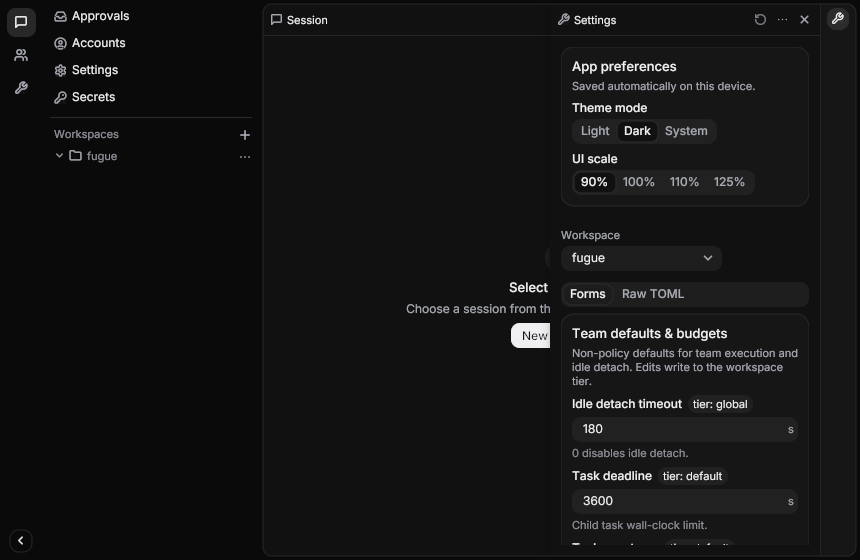 Approvals
Accounts
Settings
Secrets
Workspaces
fugue
Session
Select
Choose a session from th
New
Settings
App preferences
Saved automatically on this device.
Theme mode
Light Dark System
UI scale
90% 100% 110% 125%
Workspace
fugue
Forms Raw TOML
Team defaults & budgets
Non-policy defaults for team execution and
idle detach. Edits write to the workspace
tier.
Idle detach timeout tier: global
180 s
0 disables idle detach.
Task deadline tier: default
3600 s
Child task wall-clock limit.